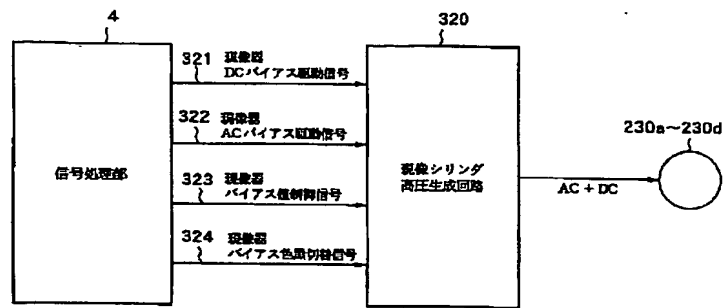 4
320
321 現像器
DCバイアス駆動信号
322 現像器
ACバイアス駆動信号
230a～230d
信号処理部
323 現像器
バイアス値制御信号
現像シリンダ
高圧生成回路
AC + DC
324 現像器
バイアス色黒切替信号